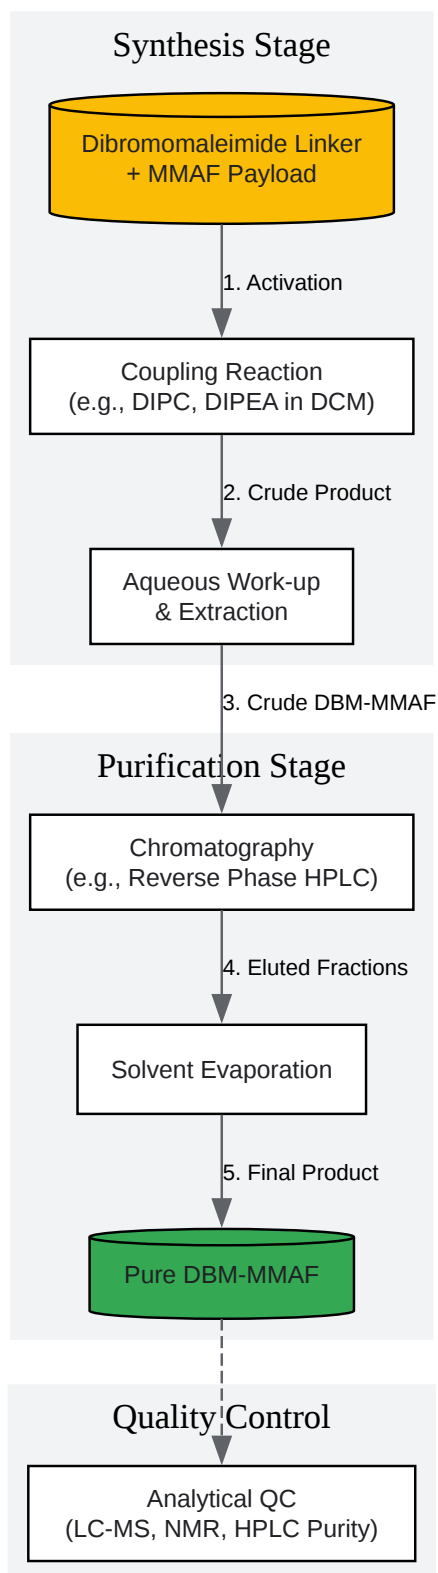 Synthesis Stage
Dibromomaleimide Linker
+ MMAF Payload
1. Activation
Coupling Reaction
(e.g., DIPC, DIPEA in DCM)
2. Crude Product
Aqueous Work-up
& Extraction
3. Crude DBM-MMAF
Purification Stage
Chromatography
(e.g., Reverse Phase HPLC)
4. Eluted Fractions
Solvent Evaporation
5. Final Product
Pure DBM-MMAF
Quality Control
Analytical QC
(LC-MS, NMR, HPLC Purity)